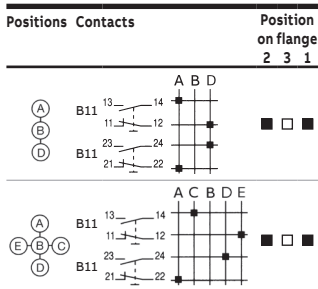 Positions Contacts Position
on flange
2 3 1
A B D
A
B
D
B11 13 14
11 12
B11 23 24
21 22
A C B D E
A
E B C
D
B11 13 14
11 12
B11 23 24
21 22